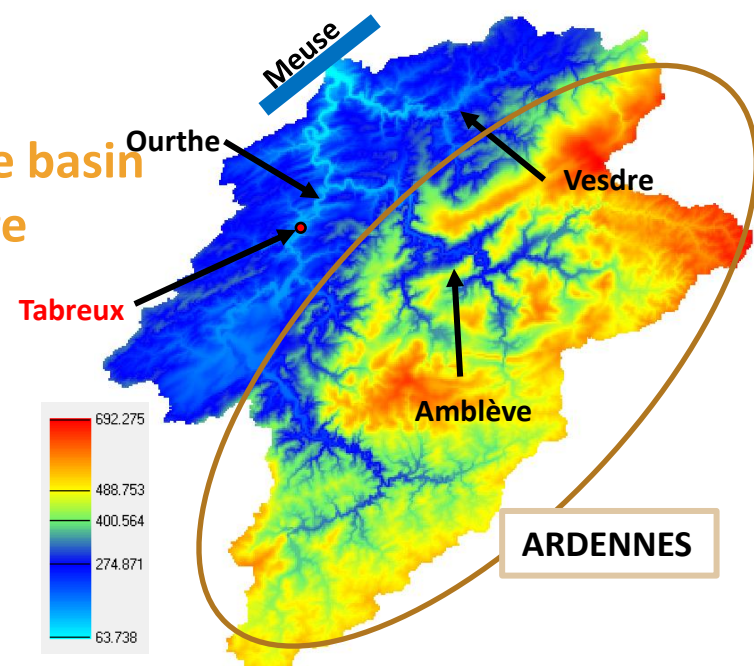 Meuse
Ourthe
e basin
e
Vesdre
Tabreux
Amblève
692.275
488.753
400.564
274.871
63.738
ARDENNES